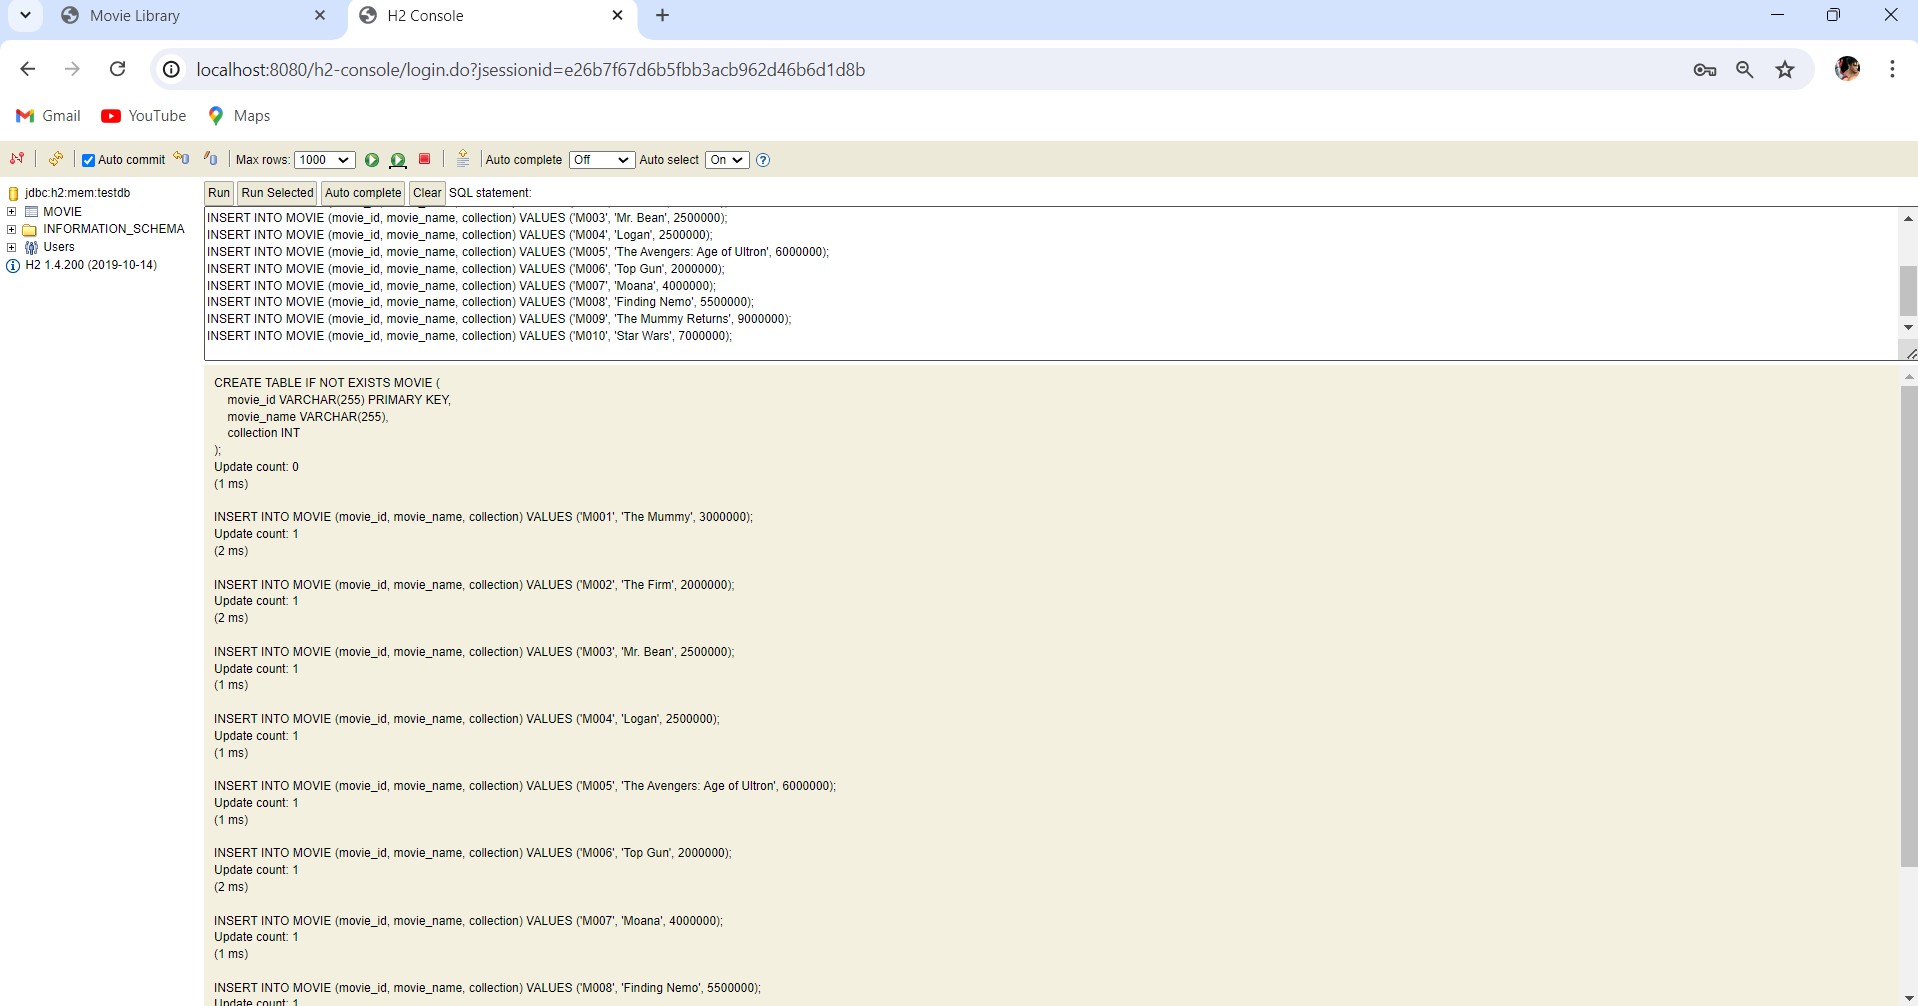 Movie Library
H2 Console
localhost:8080/h2-console/login.do?jsessionid=e26b7f67d6b5fbb3acb962d46b6d1d8b
Gmail YouTube Maps
Auto commit Max rows: 1000 Auto complete Off Auto select On
jdbc:h2:mem:testdb
MOVIE
INFORMATION_SCHEMA
Users
H2 1.4.200 (2019-10-14)
Run Run Selected Auto complete Clear SQL statement:
INSERT INTO MOVIE (movie_id, movie_name, collection) VALUES ('M003', 'Mr. Bean', 2500000);
INSERT INTO MOVIE (movie_id, movie_name, collection) VALUES ('M004', 'Logan', 2500000);
INSERT INTO MOVIE (movie_id, movie_name, collection) VALUES ('M005', 'The Avengers: Age of Ultron', 6000000);
INSERT INTO MOVIE (movie_id, movie_name, collection) VALUES ('M006', 'Top Gun', 2000000);
INSERT INTO MOVIE (movie_id, movie_name, collection) VALUES ('M007', 'Moana', 4000000);
INSERT INTO MOVIE (movie_id, movie_name, collection) VALUES ('M008', 'Finding Nemo', 5500000);
INSERT INTO MOVIE (movie_id, movie_name, collection) VALUES ('M009', 'The Mummy Returns', 9000000);
INSERT INTO MOVIE (movie_id, movie_name, collection) VALUES ('M010', 'Star Wars', 7000000);
CREATE TABLE IF NOT EXISTS MOVIE (
movie_id VARCHAR(255) PRIMARY KEY,
movie_name VARCHAR(255),
collection INT
);
Update count: 0
(1 ms)
INSERT INTO MOVIE (movie_id, movie_name, collection) VALUES ('M001', 'The Mummy', 3000000);
Update count: 1
(2 ms)
INSERT INTO MOVIE (movie_id, movie_name, collection) VALUES ('M002', 'The Firm', 2000000);
Update count: 1
(2 ms)
INSERT INTO MOVIE (movie_id, movie_name, collection) VALUES ('M003', 'Mr. Bean', 2500000);
Update count: 1
(1 ms)
INSERT INTO MOVIE (movie_id, movie_name, collection) VALUES ('M004', 'Logan', 2500000);
Update count: 1
(1 ms)
INSERT INTO MOVIE (movie_id, movie_name, collection) VALUES ('M005', 'The Avengers: Age of Ultron', 6000000);
Update count: 1
(1 ms)
INSERT INTO MOVIE (movie_id, movie_name, collection) VALUES ('M006', 'Top Gun', 2000000);
Update count: 1
(2 ms)
INSERT INTO MOVIE (movie_id, movie_name, collection) VALUES ('M007', 'Moana', 4000000);
Update count: 1
(1 ms)
INSERT INTO MOVIE (movie_id, movie_name, collection) VALUES ('M008', 'Finding Nemo', 5500000);
Update count: 1